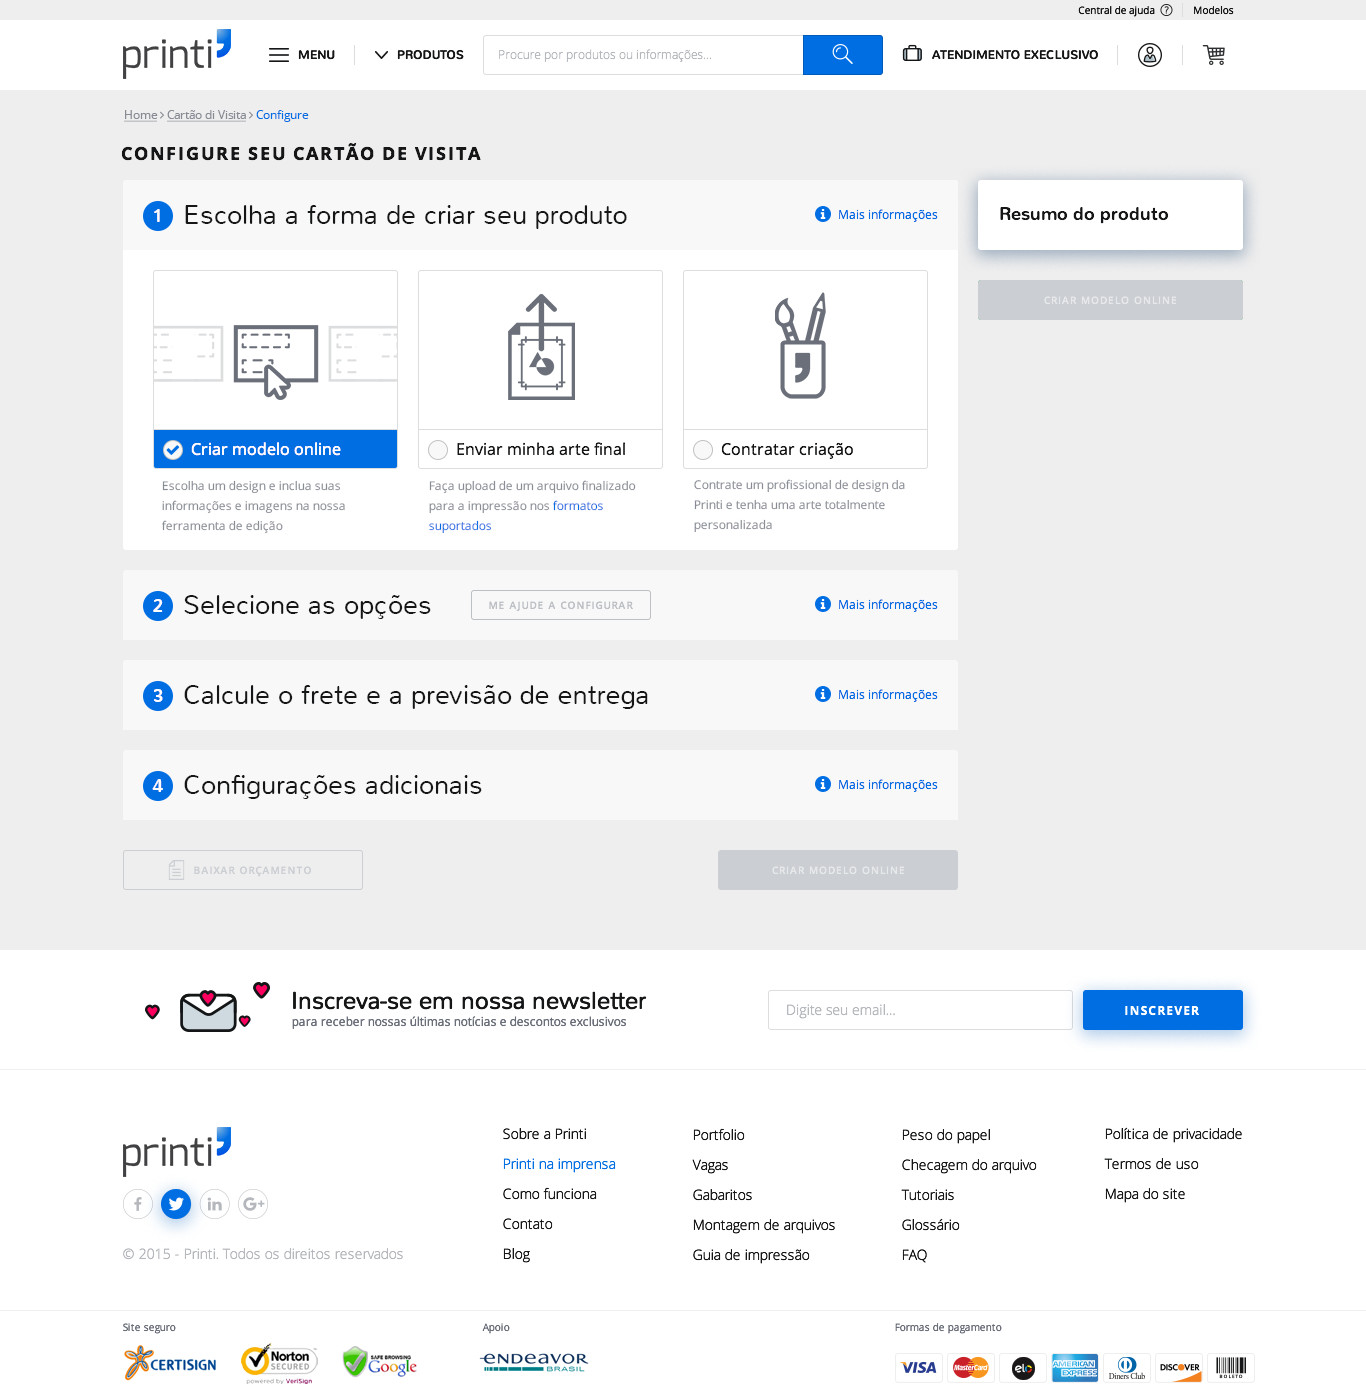 Central de ajuda ?
Modelos
printi
MENU
PRODUTOS
Procure por produtos ou informações...
ATENDIMENTO EXECLUSIVO
Home > Cartão di Visita > Configure
CONFIGURE SEU CARTÃO DE VISITA
1 Escolha a forma de criar seu produto
Mais informações
Resumo do produto
CRIAR MODELO ONLINE
Criar modelo online
Escolha um design e inclua suas
informações e imagens na nossa
ferramenta de edição
Enviar minha arte final
Faça upload de um arquivo finalizado
para a impressão nos formatos
suportados
Contratar criação
Contrate um profissional de design da
Printi e tenha uma arte totalmente
personalizada
2 Selecione as opções
ME AJUDE A CONFIGURAR
Mais informações
3 Calcule o frete e a previsão de entrega
Mais informações
4 Configurações adicionais
Mais informações
BAIXAR ORÇAMENTO
CRIAR MODELO ONLINE
Inscreva-se em nossa newsletter
para receber nossas últimas notícias e descontos exclusivos
Digite seu email...
INSCREVER
printi
© 2015 - Printi. Todos os direitos reservados
Sobre a Printi
Printi na imprensa
Como funciona
Contato
Blog
Portfolio
Vagas
Gabaritos
Montagem de arquivos
Guia de impressão
Peso do papel
Checagem do arquivo
Tutoriais
Glossário
FAQ
Política de privacidade
Termos de uso
Mapa do site
Site seguro
CERTISIGN
Norton
SECURED
powered by VeriSign
SAFE BROWSING
Google
Apoio
ENDEAVOR
BRASIL
Formas de pagamento
VISA
MasterCard
elo
AMERICAN
EXPRESS
Diners Club
DISCOVER
BOLETO